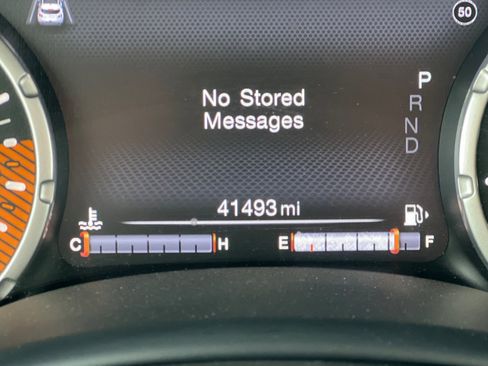 50
P
No Stored
R
Messages
N
D
41493 mi
C H E F